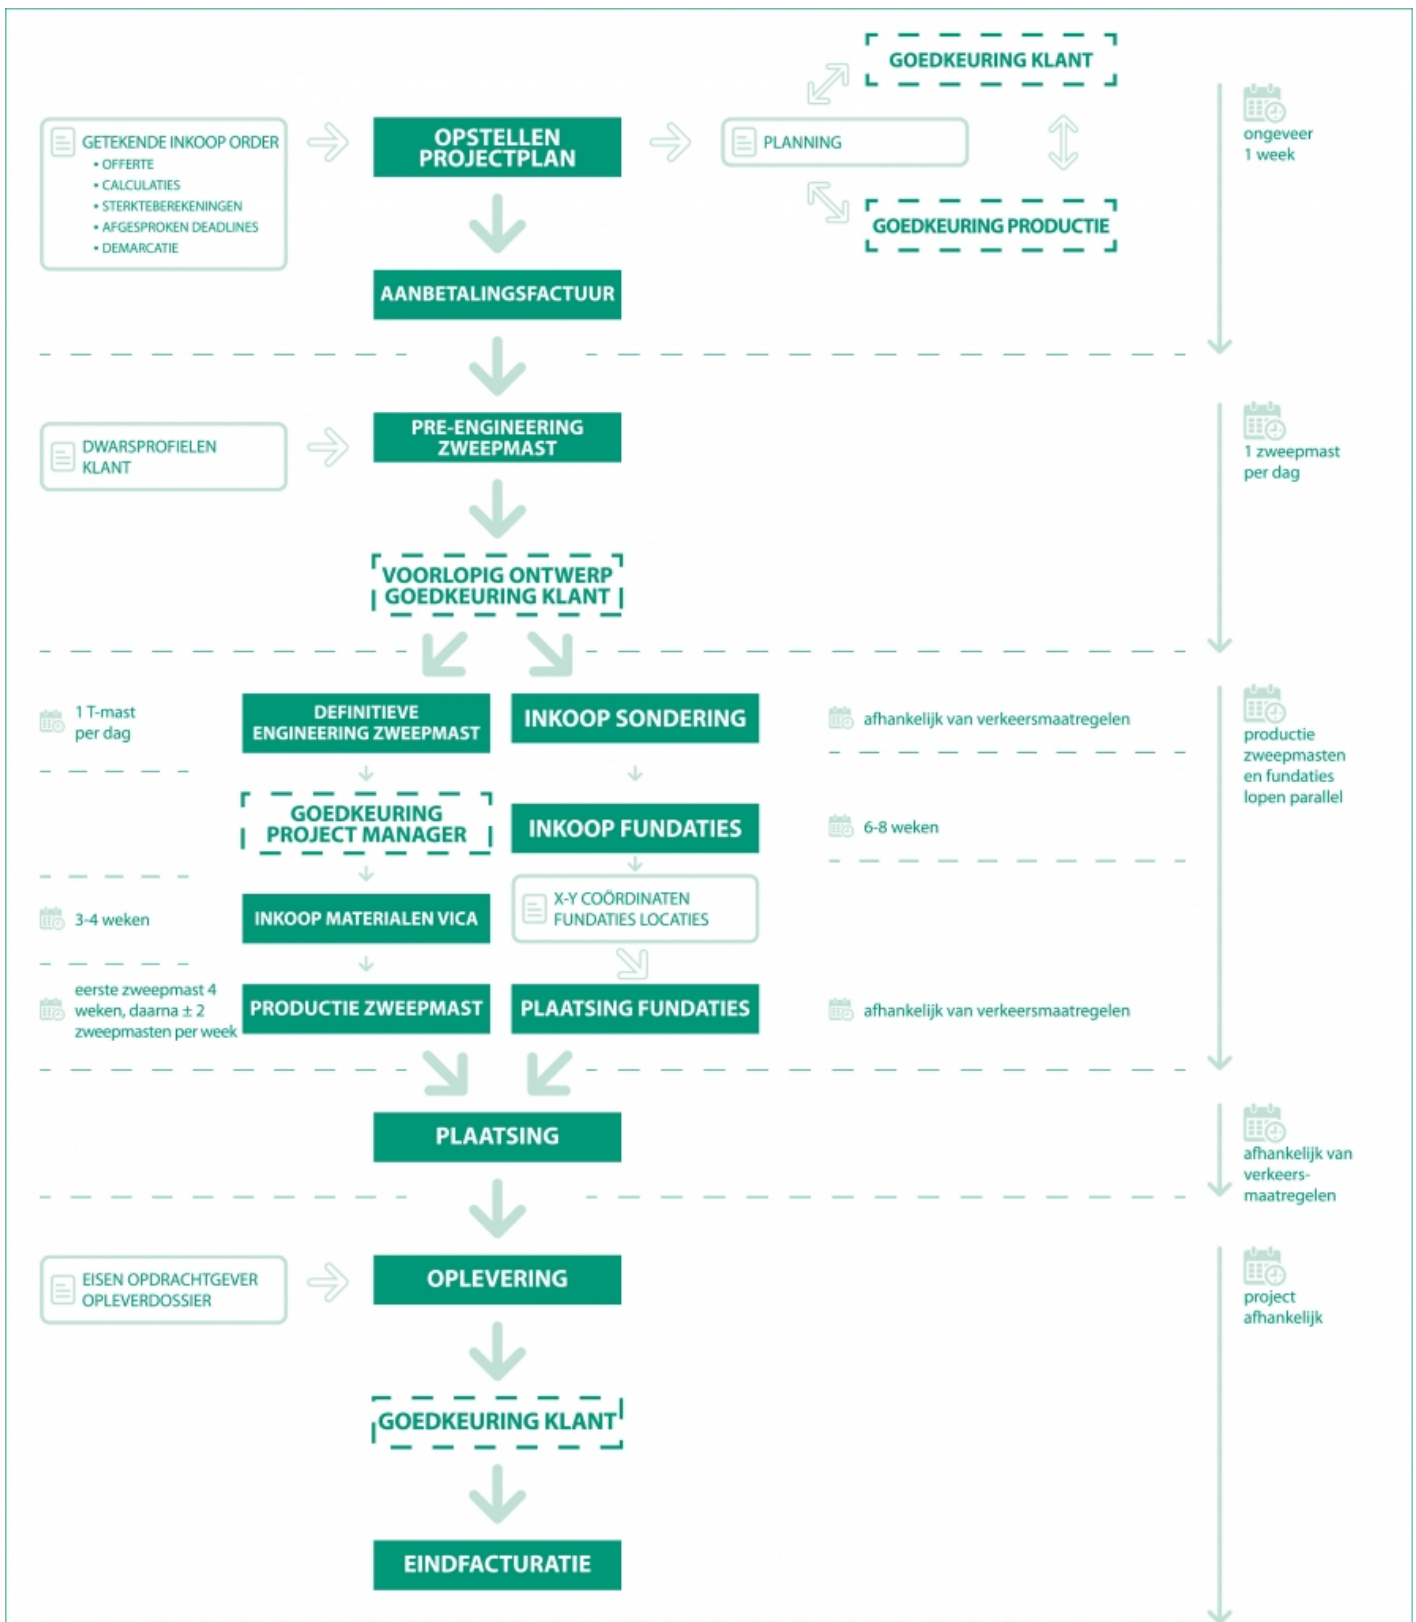 GOEDKEURING KLANT
GETEKENDE INKOOP ORDER
• OFFERTE
• CALCULATIES
• STERKTEBEREKENINGEN
• AFGESPROKEN DEADLINES
• DEMARCATIE
OPSTELLEN
PROJECTPLAN
PLANNING
GOEDKEURING PRODUCTIE
ongeveer
1 week
AANBETALINGSFACTUUR
DWARSPROFIELEN
KLANT
PRE-ENGINEERING
ZWEEPMAST
1 zweepmast
per dag
VOORLOPIG ONTWERP
GOEDKEURING KLANT
1 T-mast
per dag
DEFINITIEVE
ENGINEERING ZWEEPMAST
INKOOP SONDERING
afhankelijk van verkeersmaatregelen
productie
zweepmasten
en fundaties
lopen parallel
GOEDKEURING
PROJECT MANAGER
INKOOP FUNDATIES
6-8 weken
3-4 weken
INKOOP MATERIALEN VICA
X-Y COÖRDINATEN
FUNDATIES LOCATIES
eerste zweepmast 4
weken, daarna ± 2
zweepmasten per week
PRODUCTIE ZWEEPMAST
PLAATSING FUNDATIES
afhankelijk van verkeersmaatregelen
PLAATSING
afhankelijk van
verkeers-
maatregelen
EISEN OPDRACHTGEVER
OPLEVERDOSSIER
OPLEVERING
project
afhankelijk
GOEDKEURING KLANT
EINDFACTURATIE